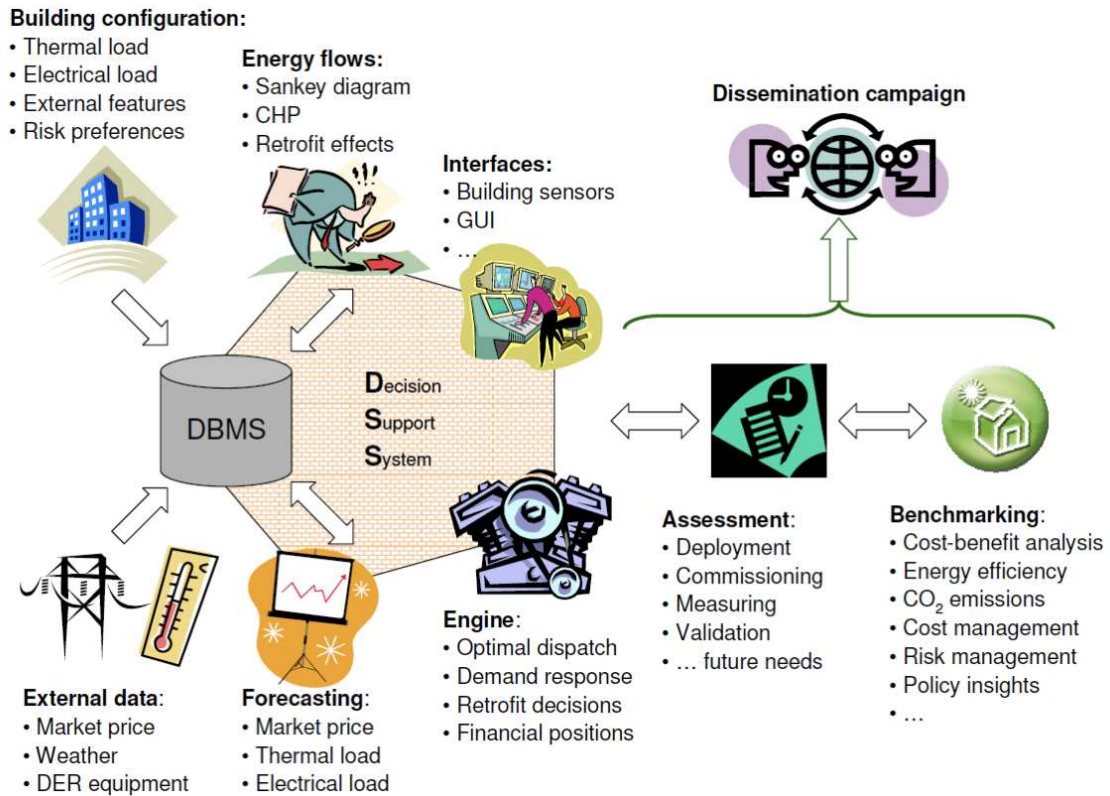 Building configuration:
• Thermal load
• Electrical load
• External features
• Risk preferences
Energy flows:
• Sankey diagram
• CHP
• Retrofit effects
Interfaces:
• Building sensors
• GUI
• ...
Dissemination campaign
DBMS
Decision
Support
System
External data:
• Market price
• Weather
• DER equipment
Forecasting:
• Market price
• Thermal load
• Electrical load
Engine:
• Optimal dispatch
• Demand response
• Retrofit decisions
• Financial positions
Assessment:
• Deployment
• Commissioning
• Measuring
• Validation
• ... future needs
Benchmarking:
• Cost-benefit analysis
• Energy efficiency
• CO₂ emissions
• Cost management
• Risk management
• Policy insights
• ...